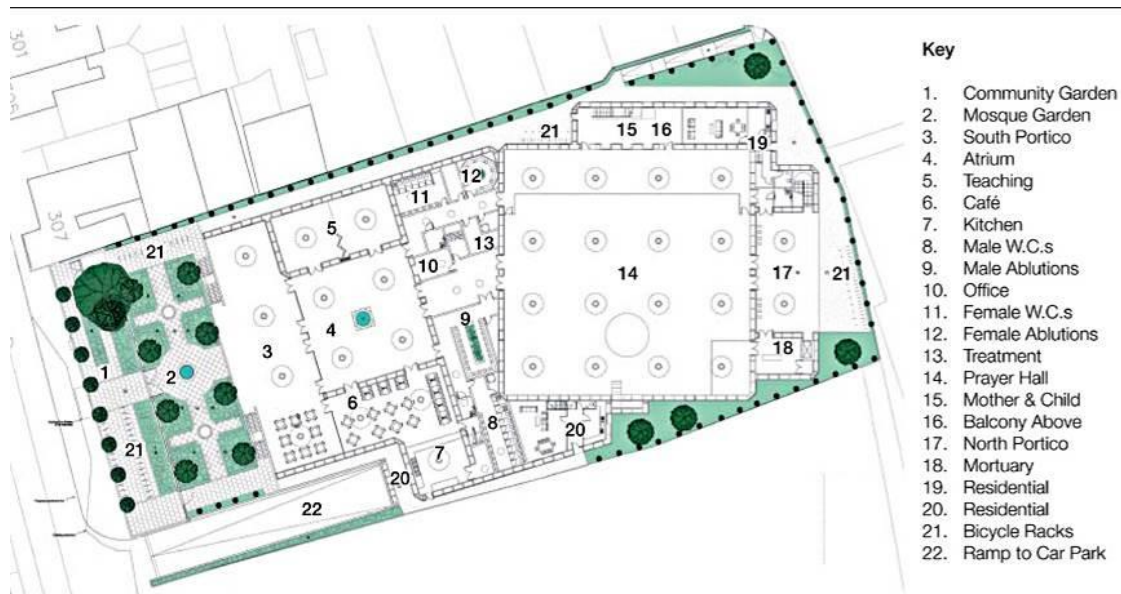 301
305
307
21
15
16
19
12
11
5
13
21
10
14
17
21
9
4
3
18
1
2
6
8
20
21
7
20
22
Key
1. Community Garden
2. Mosque Garden
3. South Portico
4. Atrium
5. Teaching
6. Café
7. Kitchen
8. Male W.C.s
9. Male Ablutions
10. Office
11. Female W.C.s
12. Female Ablutions
13. Treatment
14. Prayer Hall
15. Mother & Child
16. Balcony Above
17. North Portico
18. Mortuary
19. Residential
20. Residential
21. Bicycle Racks
22. Ramp to Car Park